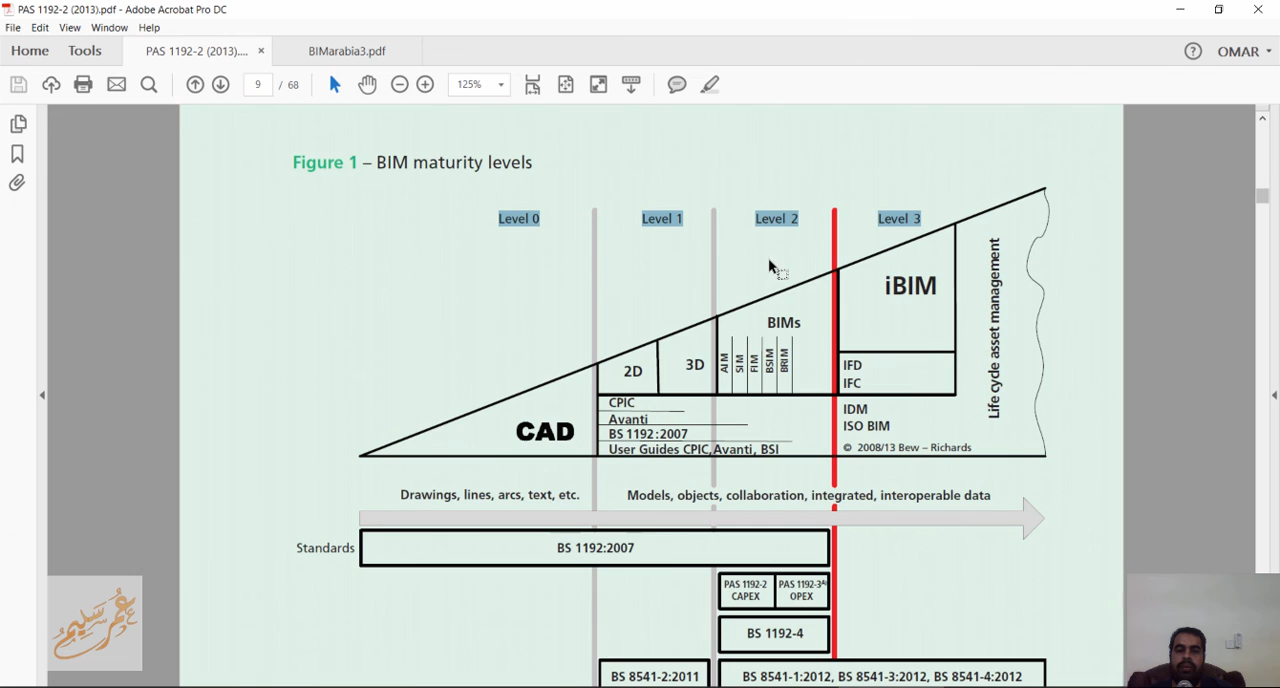 PAS 1192-2 (2013).pdf - Adobe Acrobat Pro DC
File Edit View Window Help
Home Tools PAS 1192-2 (2013).... × BIMarabia3.pdf OMAR
9 / 68 125%
Figure 1 – BIM maturity levels
Level 0 Level 1 Level 2 Level 3
iBIM
Life cycle asset management
BIMs
2D 3D AIM SIM FIM BSIM BRIM
IFD
IFC
CAD
CPIC
Avanti
BS 1192:2007
User Guides CPIC, Avanti, BSI
IDM
ISO BIM
© 2008/13 Bew – Richards
Drawings, lines, arcs, text, etc. Models, objects, collaboration, integrated, interoperable data
Standards BS 1192:2007
PAS 1192-2 CAPEX
PAS 1192-3A) OPEX
BS 1192-4
BS 8541-2:2011 BS 8541-1:2012, BS 8541-3:2012, BS 8541-4:2012
عمر سليم